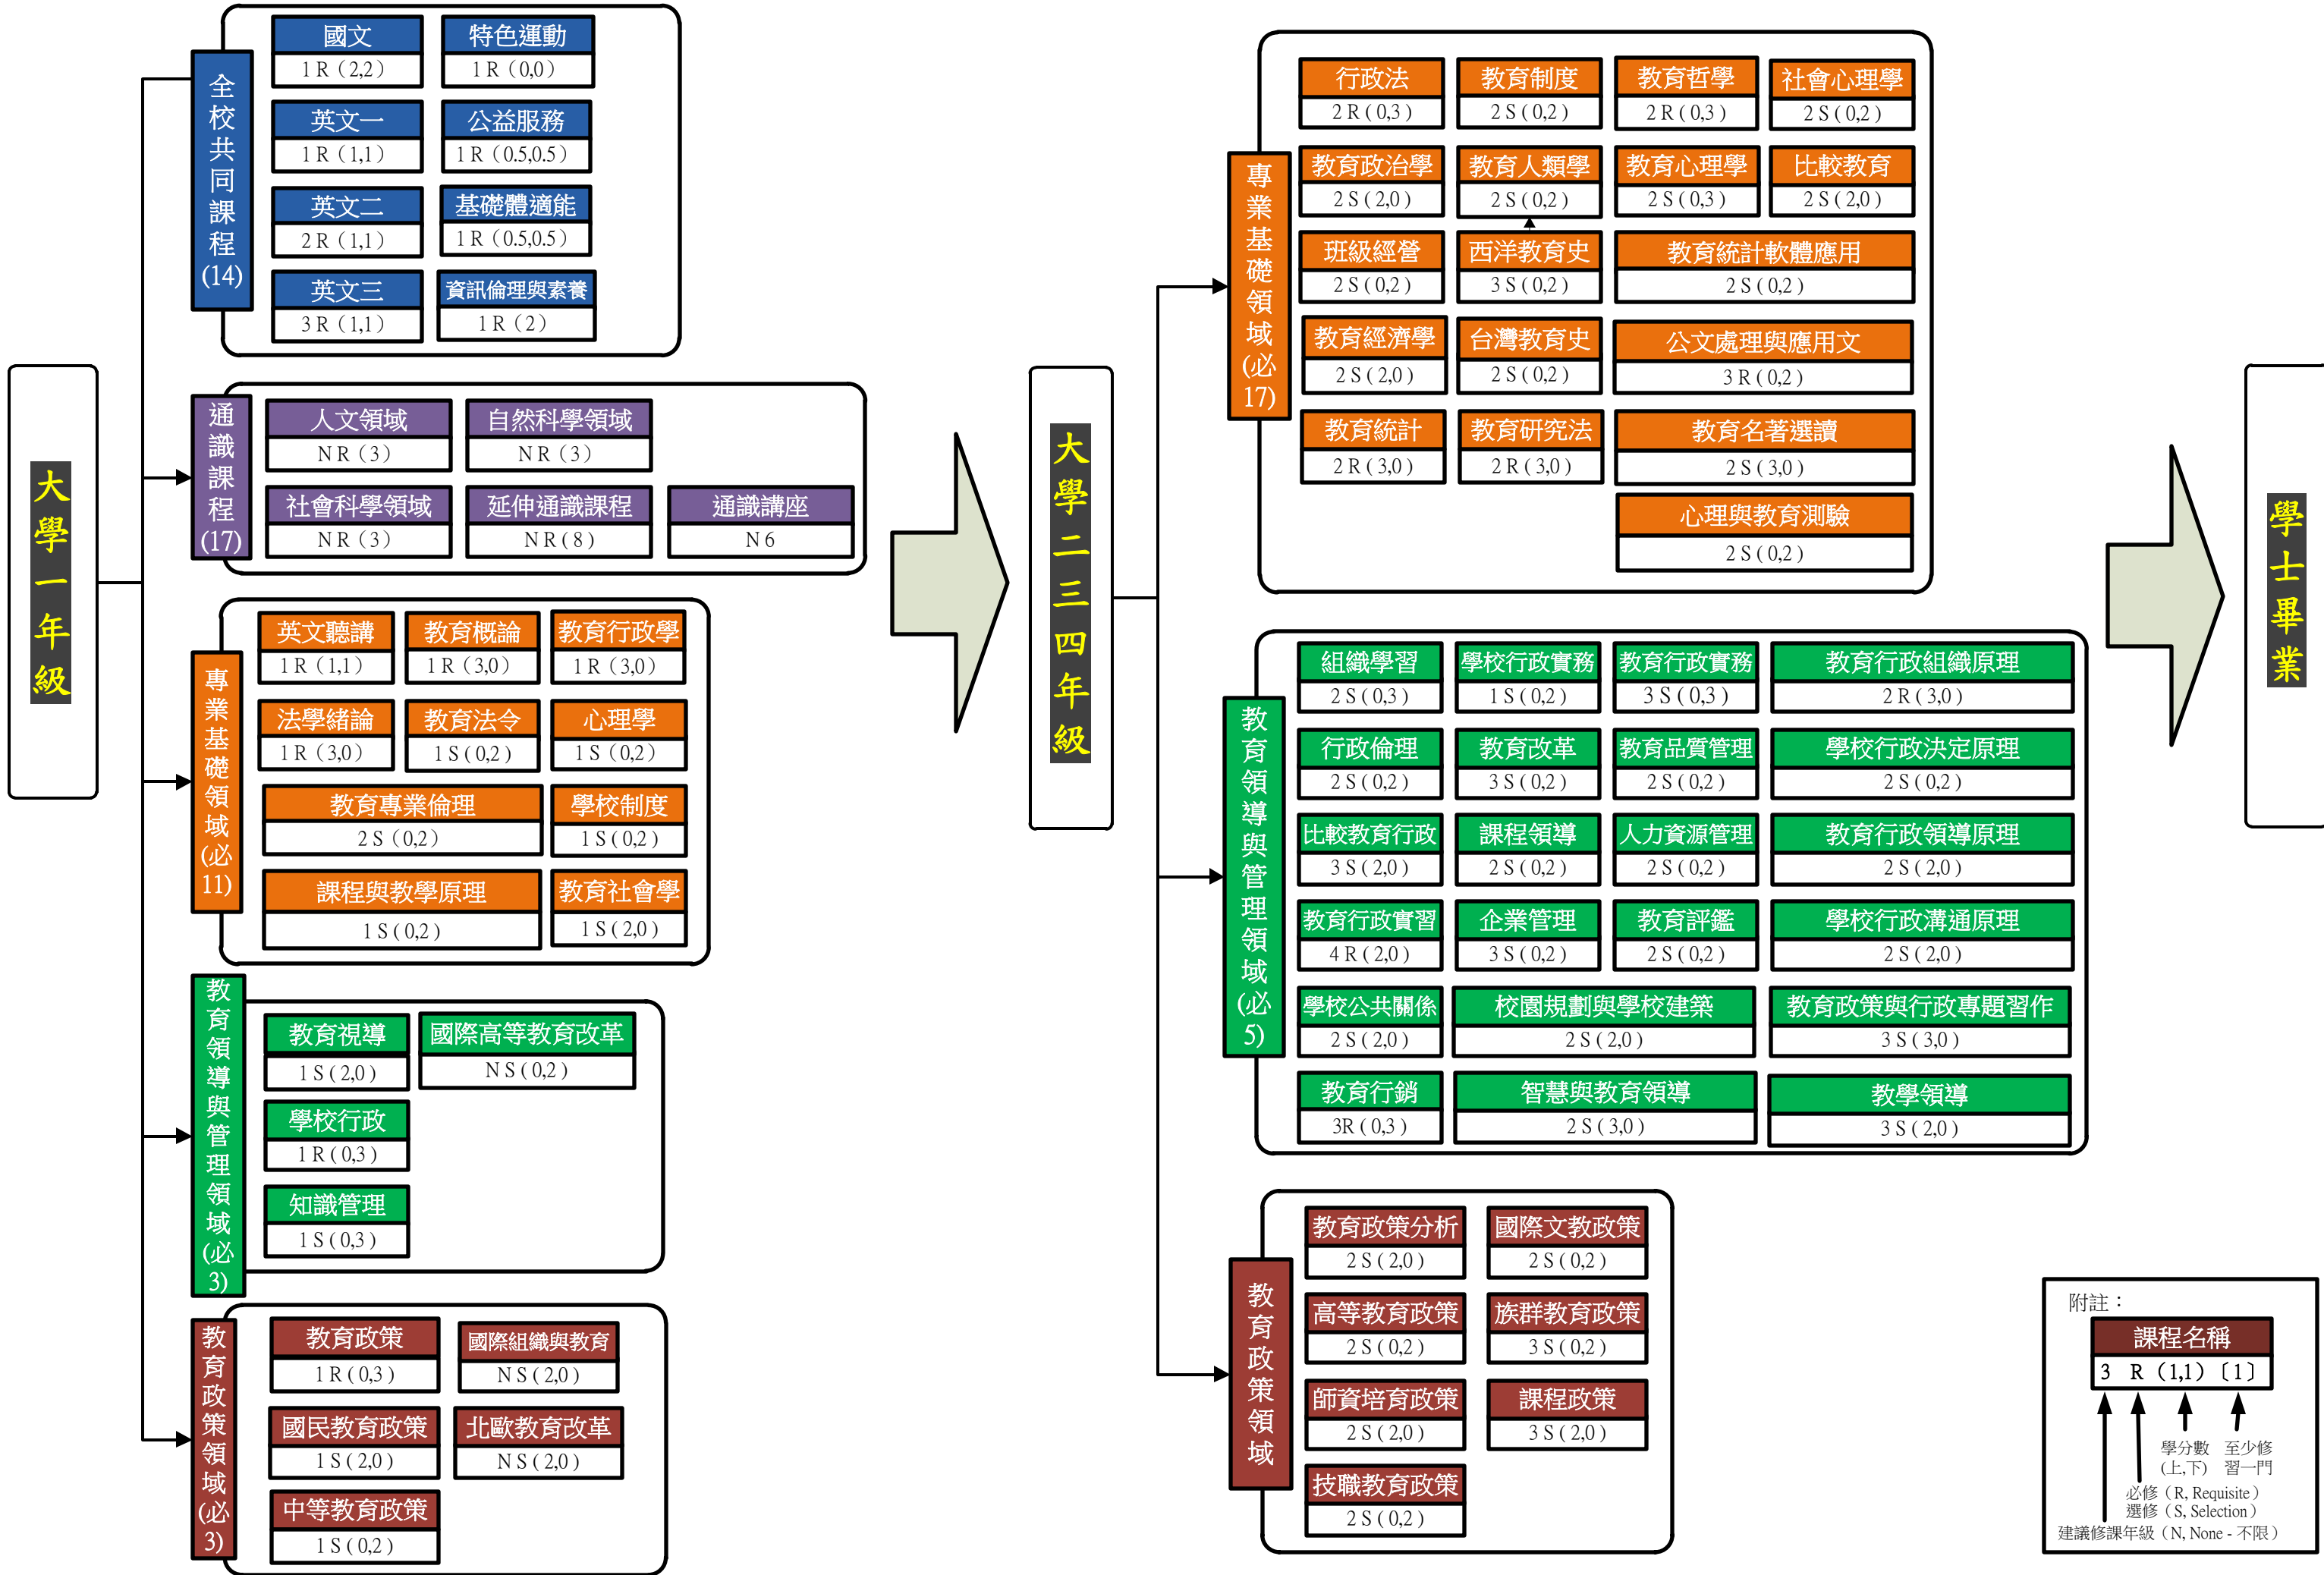 大學一年級
全校共同課程(14)
國文
1 R（2,2）
特色運動
1 R（0,0）
英文一
1 R（1,1）
公益服務
1 R（0.5,0.5）
英文二
2 R（1,1）
基礎體適能
1 R（0.5,0.5）
英文三
3 R（1,1）
資訊倫理與素養
1 R（2）
通識課程(17)
人文領域
N R（3）
自然科學領域
N R（3）
社會科學領域
N R（3）
延伸通識課程
N R ( 8 )
通識講座
N 6
專業基礎領域(必11)
英文聽講
1 R (1,1)
教育概論
1 R (3,0)
教育行政學
1 R (3,0)
法學緒論
1 R (3,0)
教育法令
1 S ( 0,2 )
心理學
1 S（0,2）
教育專業倫理
2 S（0,2）
學校制度
1 S ( 0,2 )
課程與教學原理
1 S ( 0,2 )
教育社會學
1 S ( 2,0 )
教育領導與管理領域(必3)
教育視導
1 S ( 2,0 )
國際高等教育改革
N S ( 0,2 )
學校行政
1 R ( 0,3 )
知識管理
1 S ( 0,3 )
教育政策領域(必3)
教育政策
1 R ( 0,3 )
國際組織與教育
N S ( 2,0 )
國民教育政策
1 S ( 2,0 )
北歐教育改革
N S ( 2,0 )
中等教育政策
1 S ( 0,2 )
大學二三四年級
專業基礎領域(必17)
行政法
2 R ( 0,3 )
教育制度
2 S ( 0,2 )
教育哲學
2 R ( 0,3 )
社會心理學
2 S ( 0,2 )
教育政治學
2 S ( 2,0 )
教育人類學
2 S ( 0,2 )
教育心理學
2 S ( 0,3 )
比較教育
2 S ( 2,0 )
班級經營
2 S ( 0,2 )
西洋教育史
3 S ( 0,2 )
教育統計軟體應用
2 S ( 0,2 )
教育經濟學
2 S ( 2,0 )
台灣教育史
2 S ( 0,2 )
公文處理與應用文
3 R ( 0,2 )
教育統計
2 R ( 3,0 )
教育研究法
2 R ( 3,0 )
教育名著選讀
2 S ( 3,0 )
心理與教育測驗
2 S ( 0,2 )
教育領導與管理領域(必5)
組織學習
2 S ( 0,3 )
學校行政實務
1 S ( 0,2 )
教育行政實務
3 S ( 0,3 )
教育行政組織原理
2 R ( 3,0 )
行政倫理
2 S ( 0,2 )
教育改革
3 S ( 0,2 )
教育品質管理
2 S ( 0,2 )
學校行政決定原理
2 S ( 0,2 )
比較教育行政
3 S ( 2,0 )
課程領導
2 S ( 0,2 )
人力資源管理
2 S ( 0,2 )
教育行政領導原理
2 S ( 2,0 )
教育行政實習
4 R ( 2,0 )
企業管理
3 S ( 0,2 )
教育評鑑
2 S ( 0,2 )
學校行政溝通原理
2 S ( 2,0 )
學校公共關係
2 S ( 2,0 )
校園規劃與學校建築
2 S ( 2,0 )
教育政策與行政專題習作
3 S ( 3,0 )
教育行銷
3R ( 0,3 )
智慧與教育領導
2 S ( 3,0 )
教學領導
3 S ( 2,0 )
教育政策領域
教育政策分析
2 S ( 2,0 )
國際文教政策
2 S ( 0,2 )
高等教育政策
2 S ( 0,2 )
族群教育政策
3 S ( 0,2 )
師資培育政策
2 S ( 2,0 )
課程政策
3 S ( 2,0 )
技職教育政策
2 S ( 0,2 )
學士畢業
附註：
課程名稱
3 R（1,1）〔1〕
學分數 至少修
(上,下) 習一門
必修（R, Requisite）
選修（S, Selection）
建議修課年級（N, None - 不限）